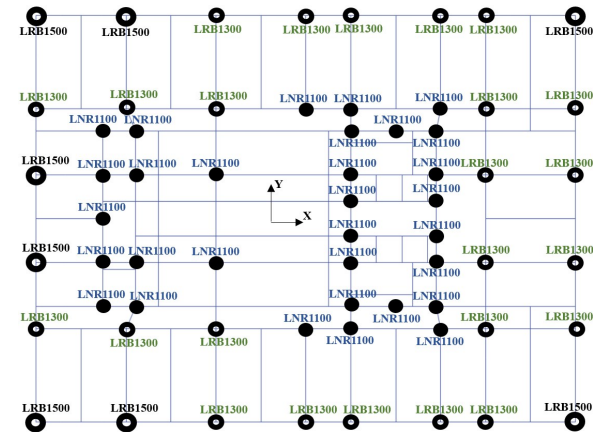 LRB1500 LRB1500 LRB1300 LRB1300 LRB1300 LRB1300 LRB1300 LRB1500
LRB1300 LRB1300 LRB1300 LNR1100 LNR1100 LNR1100 LRB1300 LRB1300
LNR1100 LNR1100 LNR1100
LNR1100 LNR1100
LRB1500 LNR1100 LNR1100 LNR1100 LNR1100 LNR1100 LRB1300 LRB1300
Y LNR1100 LNR1100
LNR1100 X
LNR1100 LNR1100
LRB1500 LNR1100 LNR1100 LNR1100 LNR1100 LRB1300 LRB1300
LNR1100
LNR1100 LNR1100 LNR1100 LNR1100
LRB1300 LNR1100 LNR1100 LRB1300 LRB1300
LRB1300 LRB1300 LNR1100 LNR1100
LRB1500 LRB1500 LRB1300 LRB1300 LRB1300 LRB1300 LRB1300 LRB1500